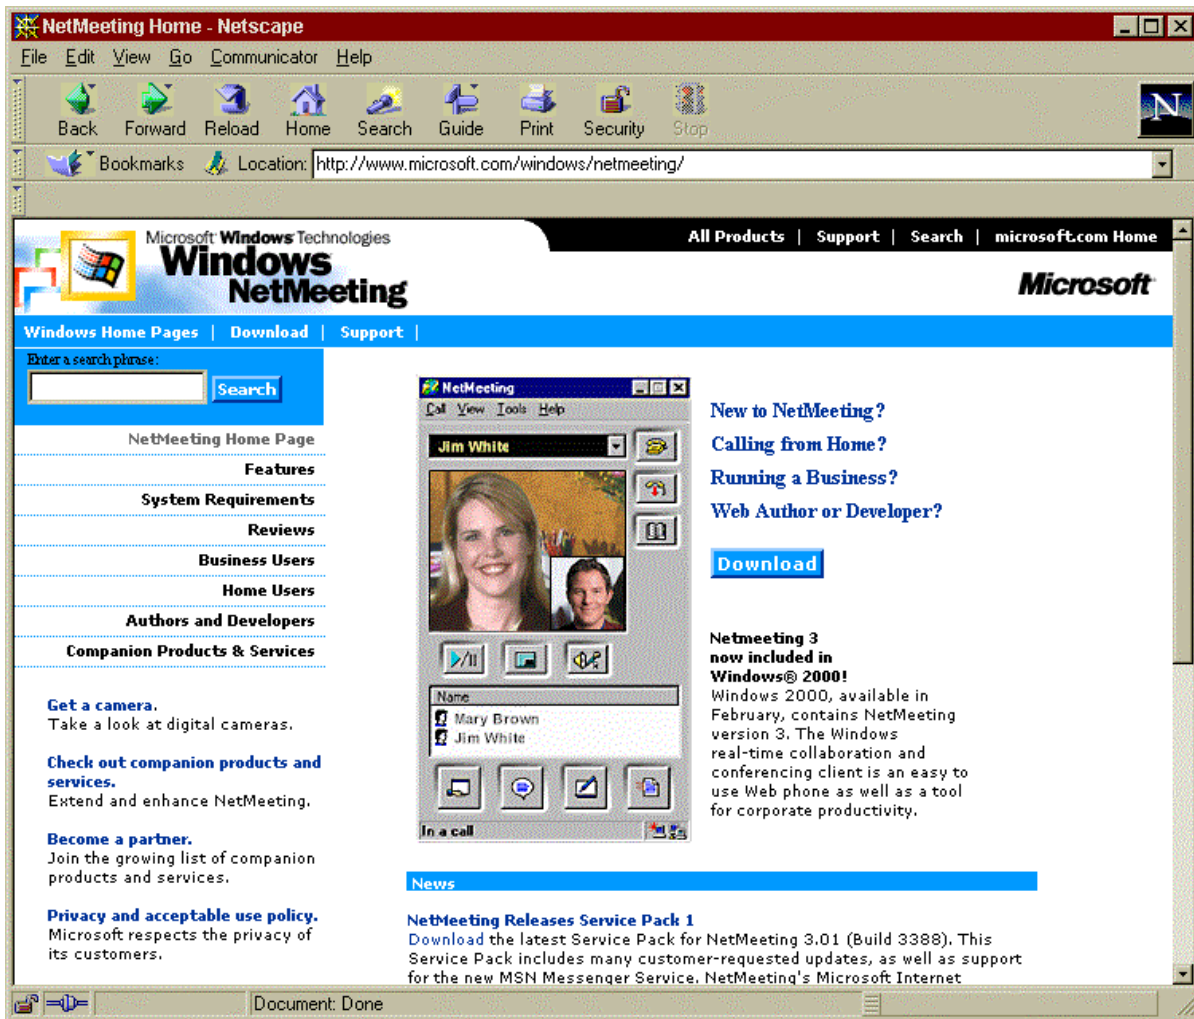 NetMeeting Home - Netscape
File Edit View Go Communicator Help
Back Forward Reload Home Search Guide Print Security Stop
N
Bookmarks Location: http://www.microsoft.com/windows/netmeeting/
Microsoft Windows Technologies
Windows
NetMeeting
All Products | Support | Search | microsoft.com Home
Microsoft
Windows Home Pages | Download | Support |
Enter a search phrase:
Search
NetMeeting Home Page
Features
System Requirements
Reviews
Business Users
Home Users
Authors and Developers
Companion Products & Services
Get a camera.
Take a look at digital cameras.
Check out companion products and
services.
Extend and enhance NetMeeting.
Become a partner.
Join the growing list of companion
products and services.
Privacy and acceptable use policy.
Microsoft respects the privacy of
its customers.
NetMeeting
Call View Tools Help
Jim White
Name
Mary Brown
Jim White
In a call
New to NetMeeting?
Calling from Home?
Running a Business?
Web Author or Developer?
Download
Netmeeting 3
now included in
Windows® 2000!
Windows 2000, available in
February, contains NetMeeting
version 3. The Windows
real-time collaboration and
conferencing client is an easy to
use Web phone as well as a tool
for corporate productivity.
News
NetMeeting Releases Service Pack 1
Download the latest Service Pack for NetMeeting 3.01 (Build 3388). This
Service Pack includes many customer-requested updates, as well as support
for the new MSN Messenger Service. NetMeeting's Microsoft Internet
Document: Done